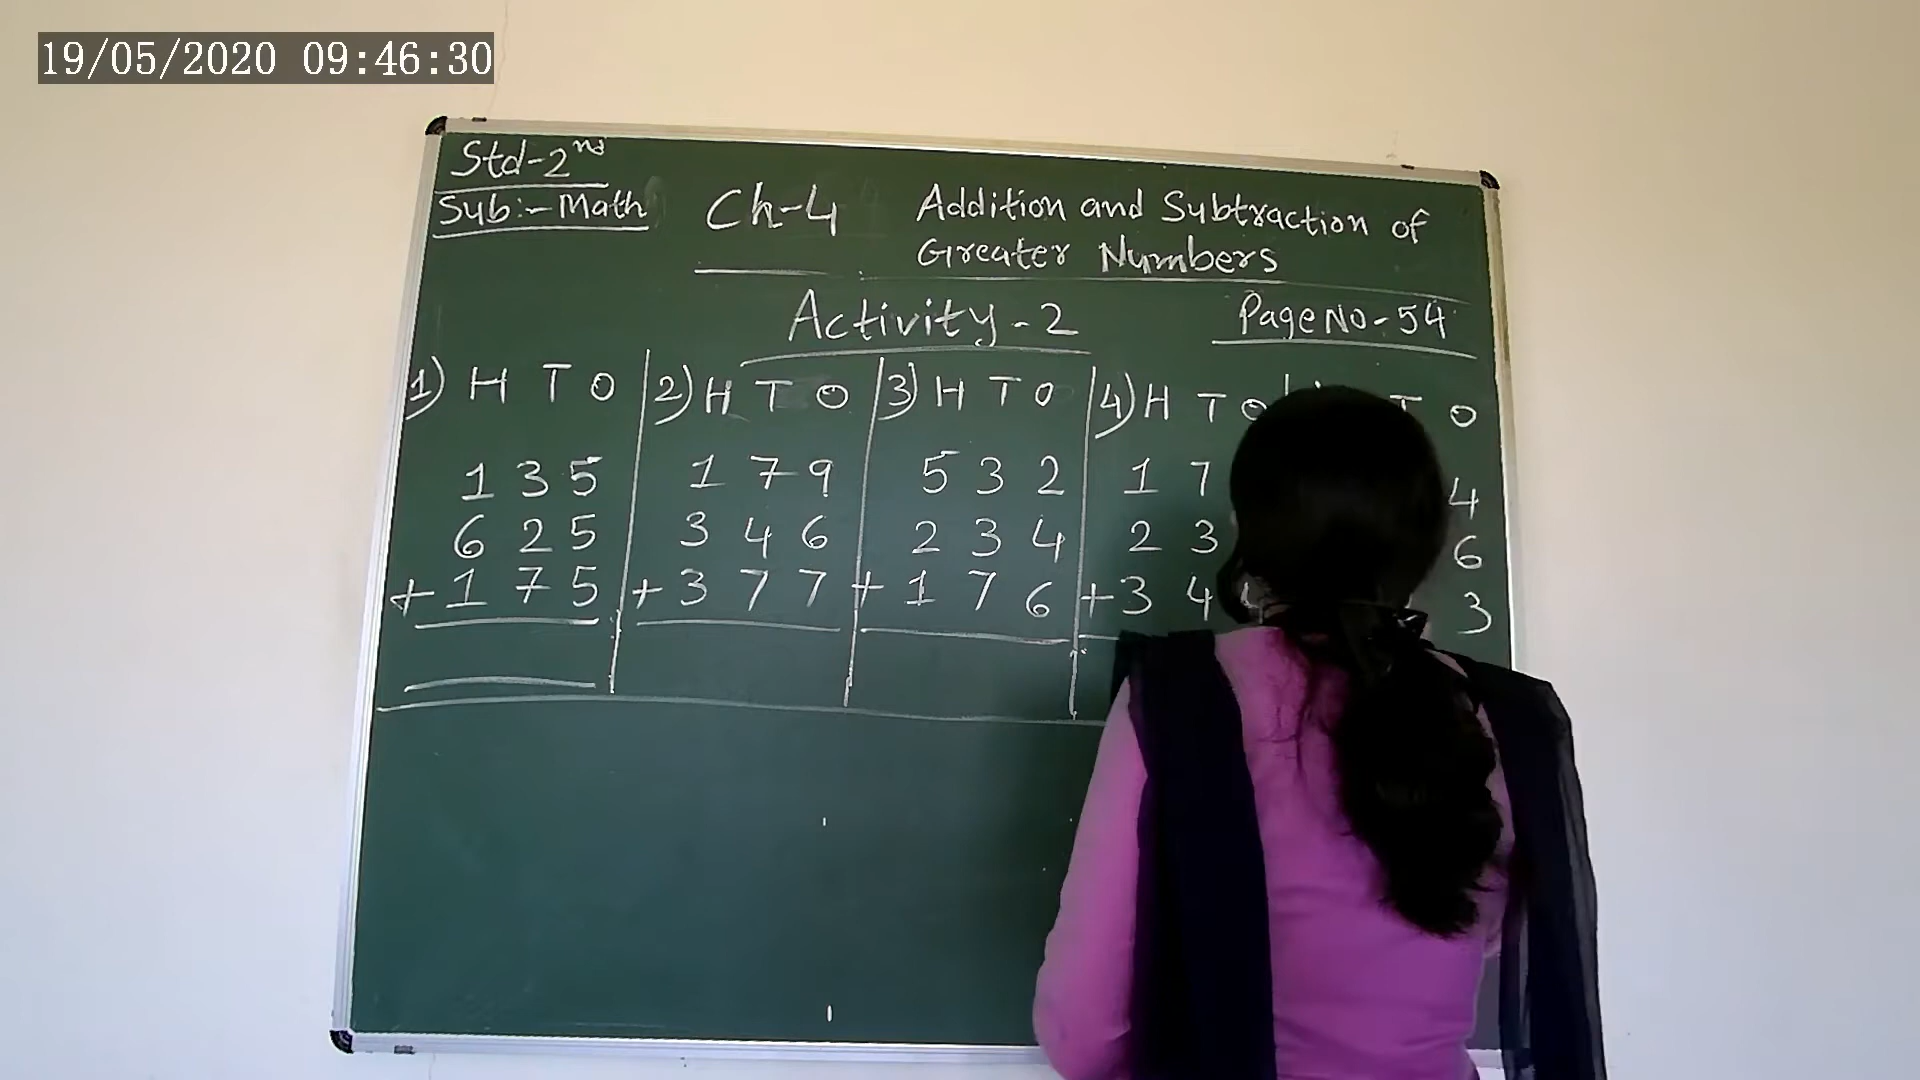 19/05/2020 09:46:30
Std-2nd
Sub:- Math
Ch-4
Addition and Subtraction of
Greater Numbers
Activity-2
Page No-54
1) H T O 2) H T O 3) H T O 4) H T O T O
1 3 5 1 7 9 5 3 2 1 7 4
6 2 5 3 4 6 2 3 4 2 3 6
+ 1 7 5 + 3 7 7 + 1 7 6 + 3 4 3